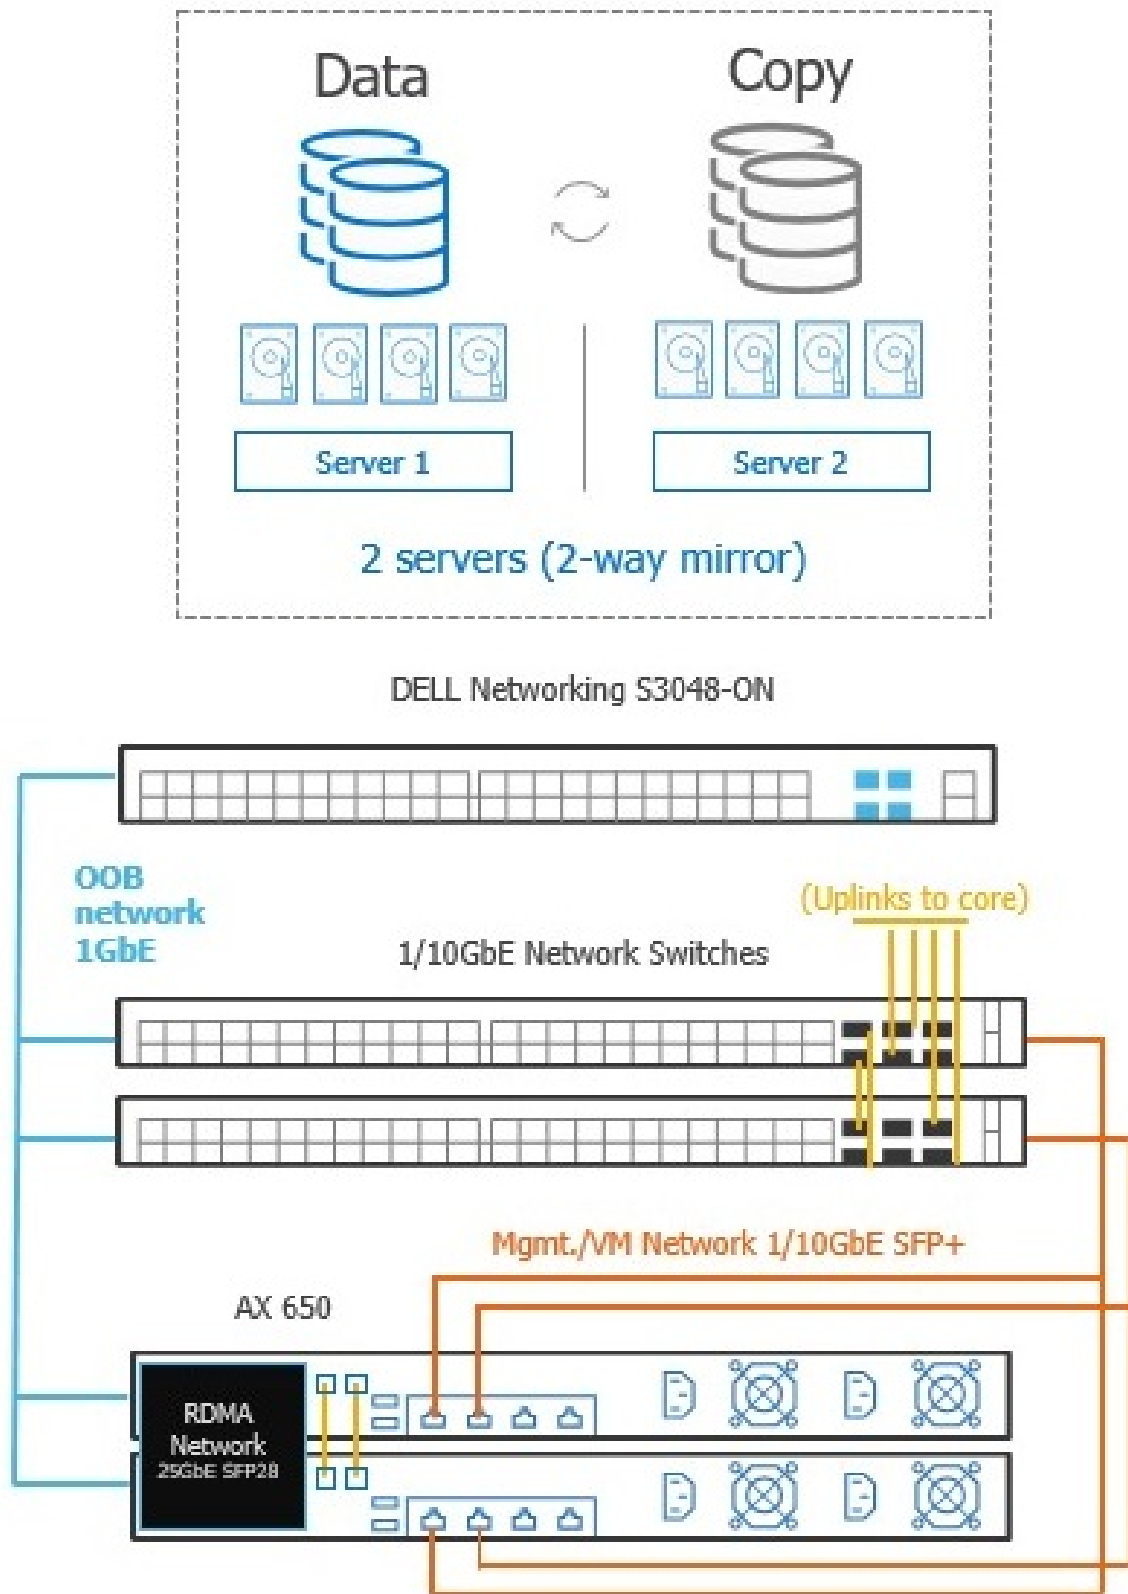 Data
Copy
Server 1
Server 2
2 servers (2-way mirror)
DELL Networking S3048-ON
OOB
network
1GbE
(Uplinks to core)
1/10GbE Network Switches
Mgmt./VM Network 1/10GbE SFP+
AX 650
RDMA
Network
25GbE SFP28